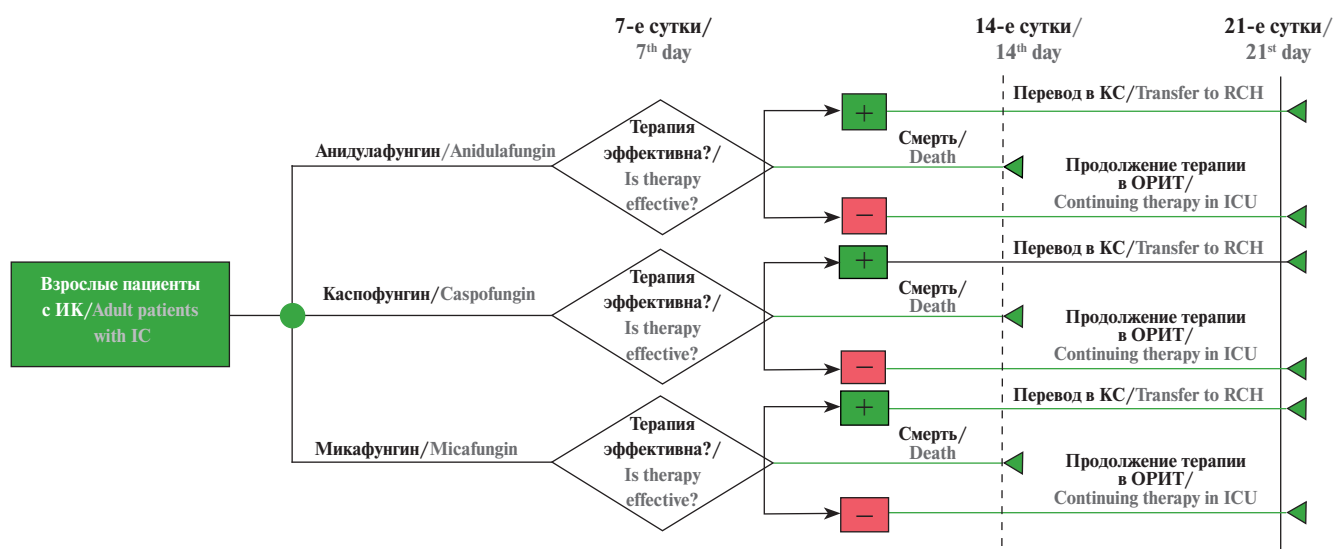 7-е сутки/
7th day
14-е сутки/
14th day
21-е сутки/
21st day
Взрослые пациенты
с ИК/Adult patients
with IC
Анидулафунгин/Anidulafungin
Терапия
эффективна?/
Is therapy
effective?
+
Перевод в КС/Transfer to RCH
Смерть/
Death
Продолжение терапии
в ОРИТ/
Continuing therapy in ICU
–
Каспофунгин/Caspofungin
Терапия
эффективна?/
Is therapy
effective?
+
Перевод в КС/Transfer to RCH
Смерть/
Death
Продолжение терапии
в ОРИТ/
Continuing therapy in ICU
–
Микафунгин/Micafungin
Терапия
эффективна?/
Is therapy
effective?
+
Перевод в КС/Transfer to RCH
Смерть/
Death
Продолжение терапии
в ОРИТ/
Continuing therapy in ICU
–